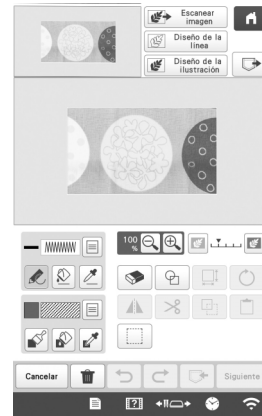 Escanear
imagen
Diseño de la
línea
Diseño de la
ilustración
100
%
Cancelar
Siguiente